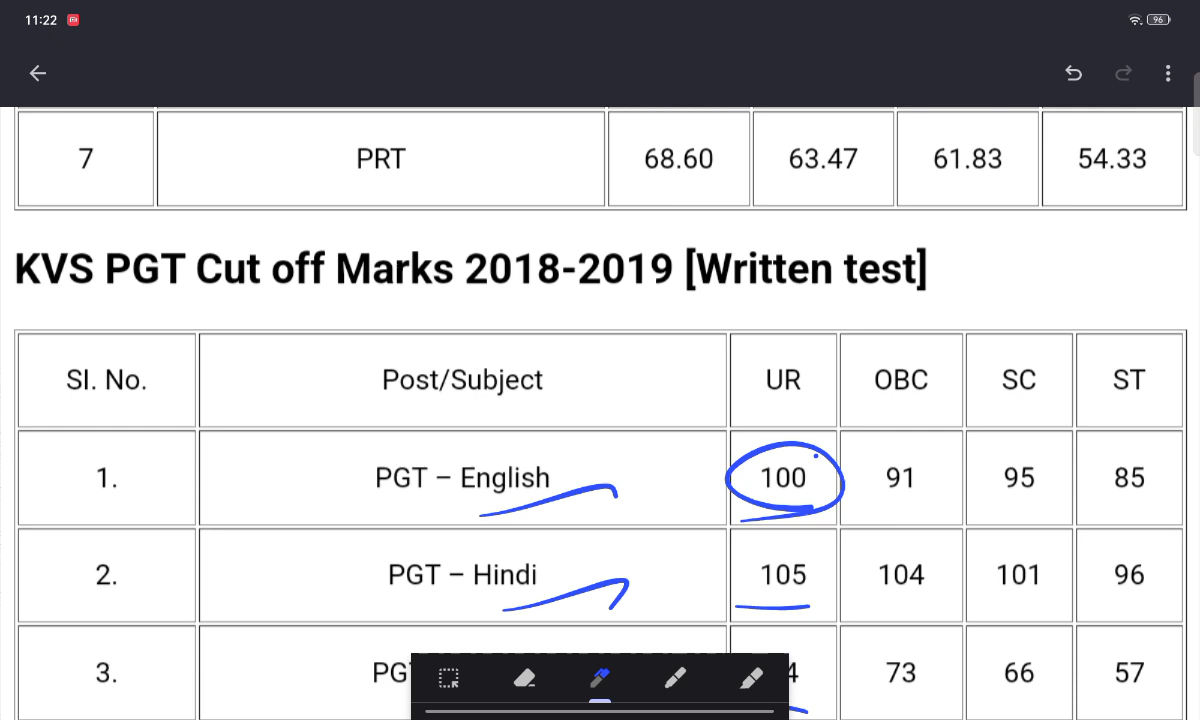 11:22 96
7 PRT 68.60 63.47 61.83 54.33
KVS PGT Cut off Marks 2018-2019 [Written test]
Sl. No. Post/Subject UR OBC SC ST
1. PGT – English 100 91 95 85
2. PGT – Hindi 105 104 101 96
3. 73 66 57